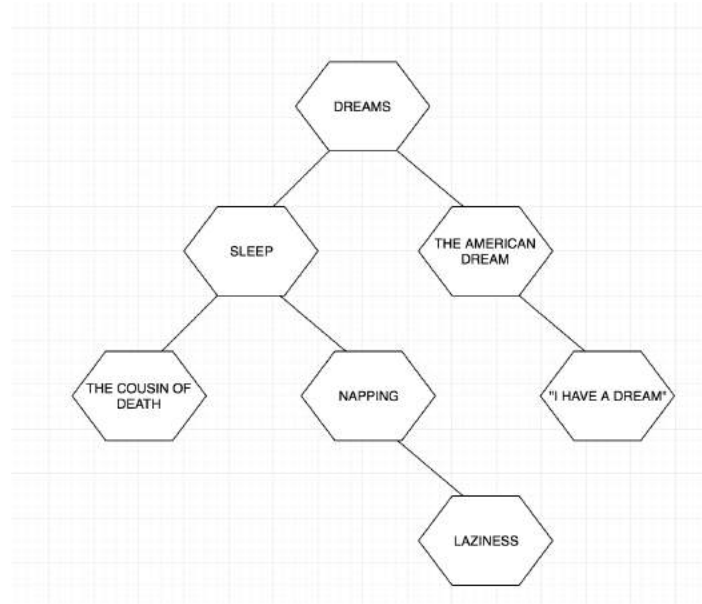 DREAMS
SLEEP
THE AMERICAN
DREAM
THE COUSIN OF
DEATH
NAPPING
"I HAVE A DREAM"
LAZINESS